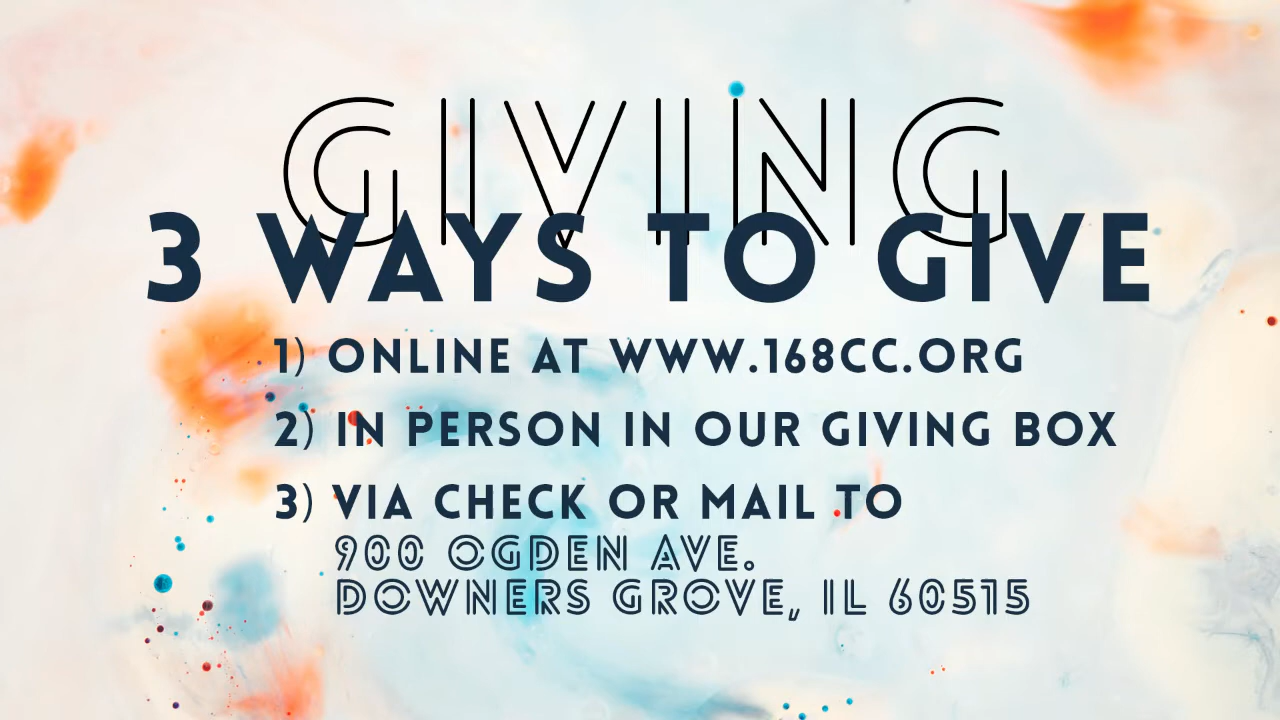 GIVING
3 WAYS TO GIVE
1) ONLINE AT WWW.168CC.ORG
2) IN PERSON IN OUR GIVING BOX
3) VIA CHECK OR MAIL TO
900 OGDEN AVE.
DOWNERS GROVE, IL 60515